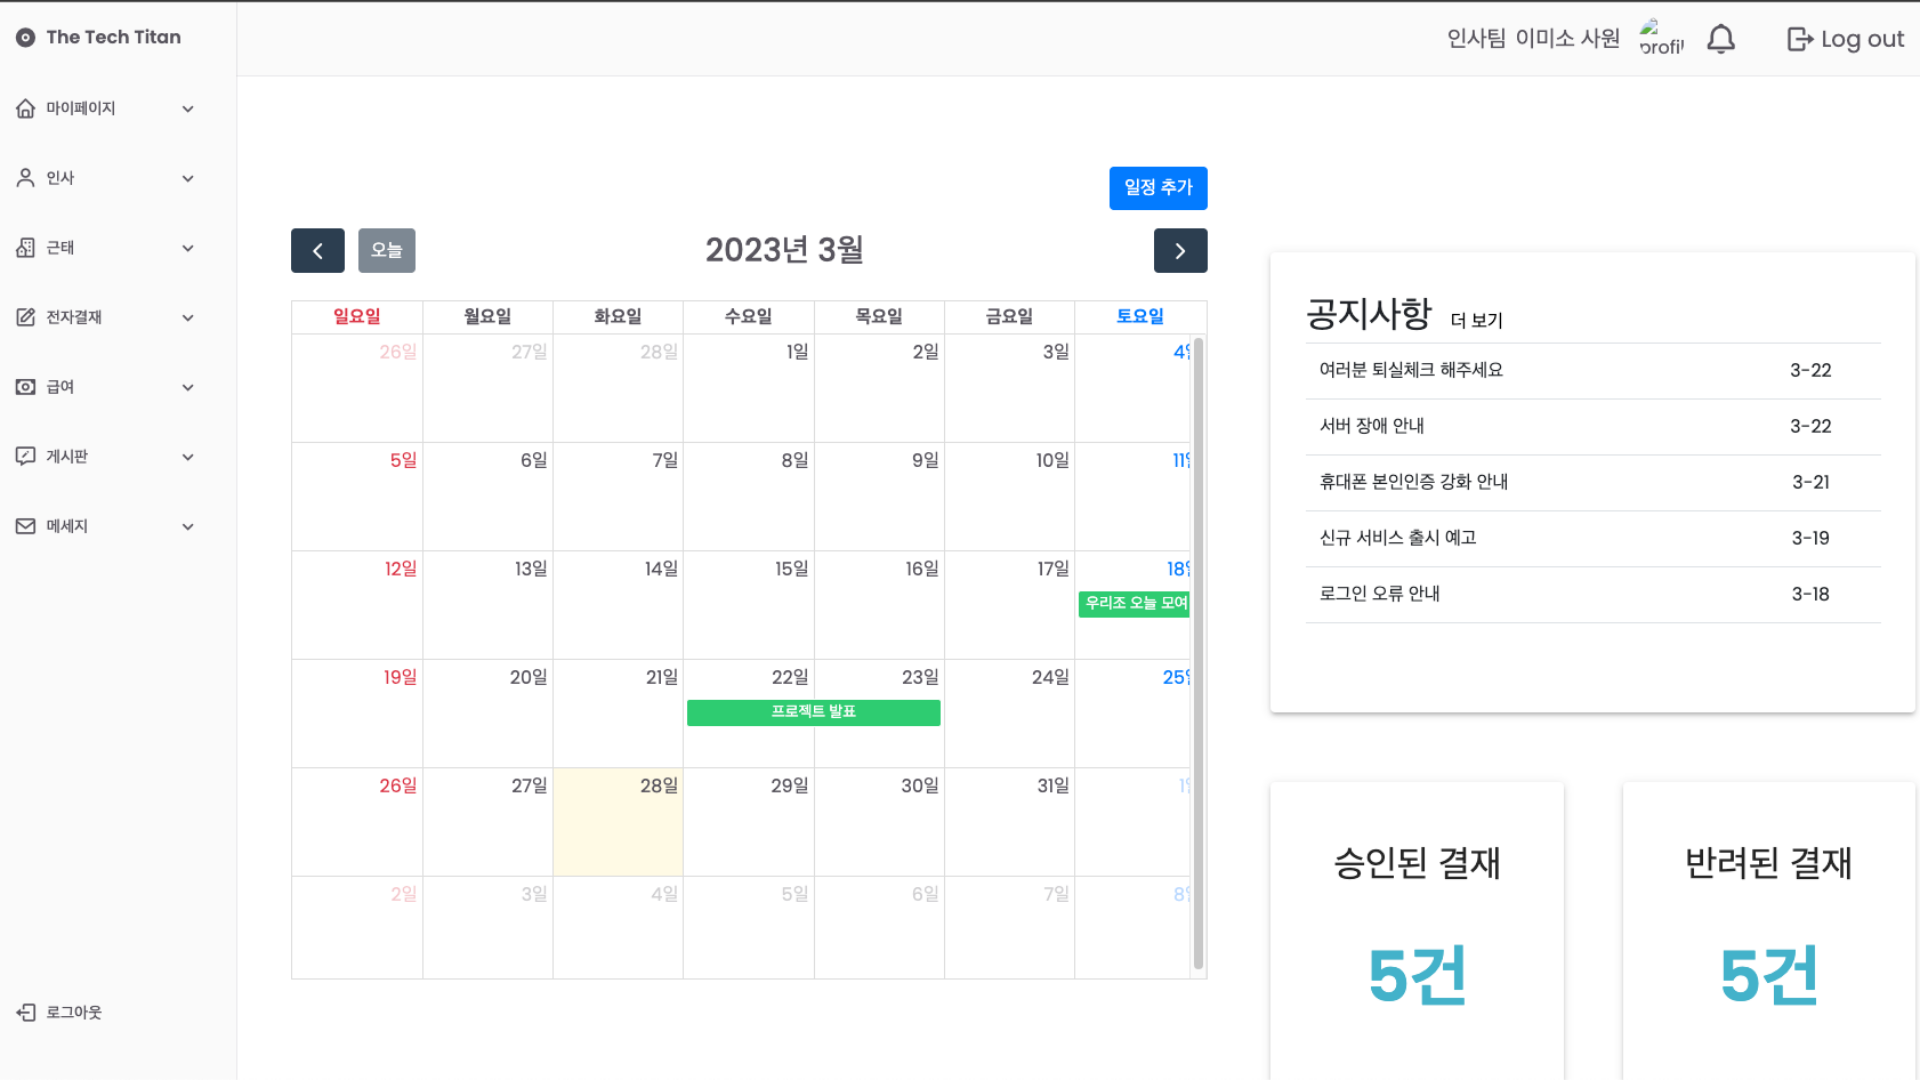 The Tech Titan
인사팀 이미소 사원
profil
Log out
마이페이지
인사
근태
전자결재
급여
게시판
메세지
로그아웃
일정 추가
오늘
2023년 3월
일요일 월요일 화요일 수요일 목요일 금요일 토요일
26일 27일 28일 1일 2일 3일 4일
5일 6일 7일 8일 9일 10일 11일
12일 13일 14일 15일 16일 17일 18일
우리조 오늘 모여
19일 20일 21일 22일 23일 24일 25일
프로젝트 발표
26일 27일 28일 29일 30일 31일 1일
2일 3일 4일 5일 6일 7일 8일
공지사항 더 보기
여러분 퇴실체크 해주세요 3-22
서버 장애 안내 3-22
휴대폰 본인인증 강화 안내 3-21
신규 서비스 출시 예고 3-19
로그인 오류 안내 3-18
승인된 결재
5건
반려된 결재
5건